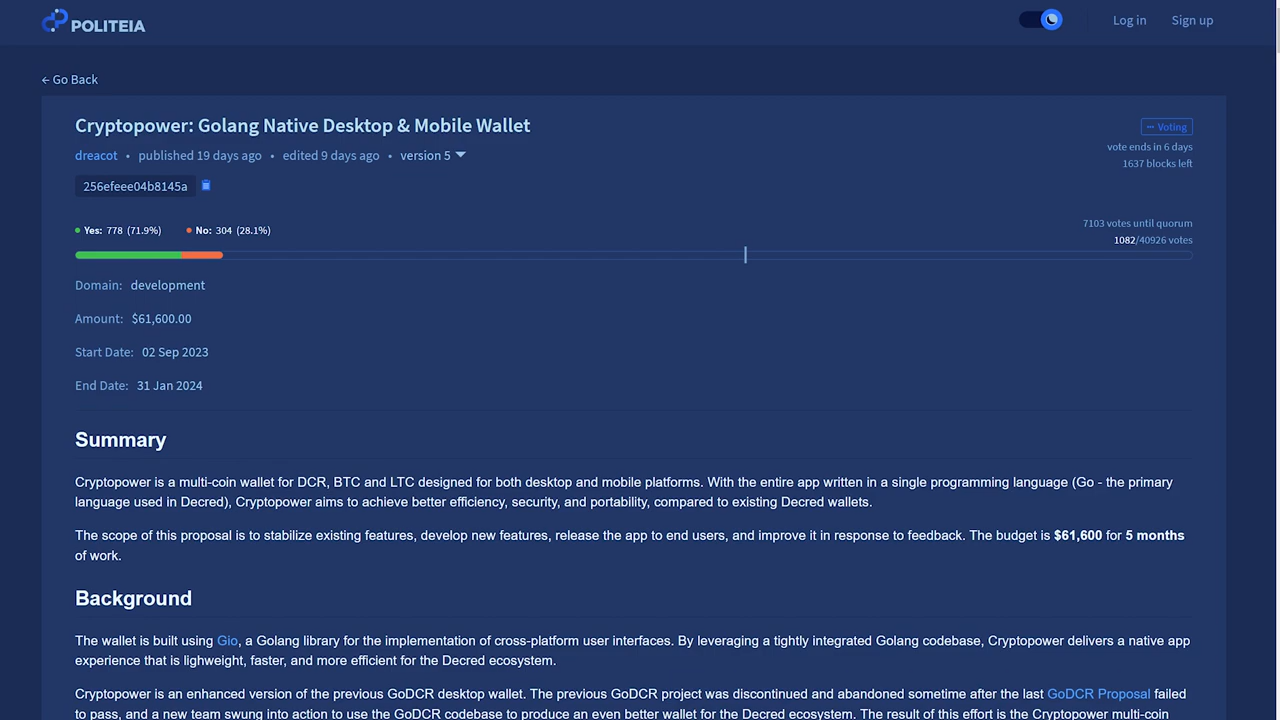 POLITEIA
Log in
Sign up
← Go Back
Cryptopower: Golang Native Desktop & Mobile Wallet
Voting
dreacot • published 19 days ago • edited 9 days ago • version 5
vote ends in 6 days
1637 blocks left
256efeee04b8145a
Yes: 778 (71.9%)
No: 304 (28.1%)
7103 votes until quorum
1082/40926 votes
Domain: development
Amount: $61,600.00
Start Date: 02 Sep 2023
End Date: 31 Jan 2024
Summary
Cryptopower is a multi-coin wallet for DCR, BTC and LTC designed for both desktop and mobile platforms. With the entire app written in a single programming language (Go - the primary
language used in Decred), Cryptopower aims to achieve better efficiency, security, and portability, compared to existing Decred wallets.
The scope of this proposal is to stabilize existing features, develop new features, release the app to end users, and improve it in response to feedback. The budget is $61,600 for 5 months
of work.
Background
The wallet is built using Gio, a Golang library for the implementation of cross-platform user interfaces. By leveraging a tightly integrated Golang codebase, Cryptopower delivers a native app
experience that is lighweight, faster, and more efficient for the Decred ecosystem.
Cryptopower is an enhanced version of the previous GoDCR desktop wallet. The previous GoDCR project was discontinued and abandoned sometime after the last GoDCR Proposal failed
to pass, and a new team swung into action to use the GoDCR codebase to produce an even better wallet for the Decred ecosystem. The result of this effort is the Cryptopower multi-coin